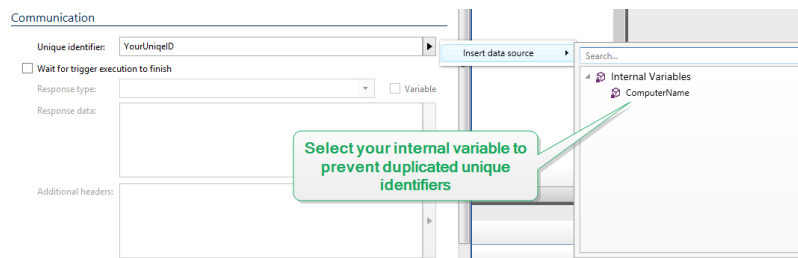 Communication
Unique identifier:
YourUniqeID
Insert data source
Search...
Wait for trigger execution to finish
Internal Variables
Response type:
Variable
ComputerName
Response data:
Select your internal variable to
prevent duplicated unique
identifiers
Additional headers: